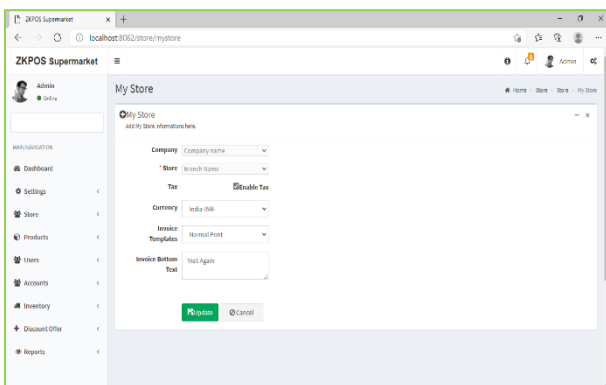 ZKPOS Supermarket
localhost:8082/store/mystore
ZKPOS Supermarket
Admin
Admin
Online
My Store
Home
Store
Store
My Store
My Store
Add My Store informations here.
MAIN NAVIGATION
Dashboard
Settings
Store
Products
Users
Accounts
Inventory
Discount Offer
Reports
Company
Company name
* Store
Branch Name
Tax
Enable Tax
Currency
India-INR
Invoice
Templates
Normal Print
Invoice Bottom
Text
Visit Again
Update
Cancel